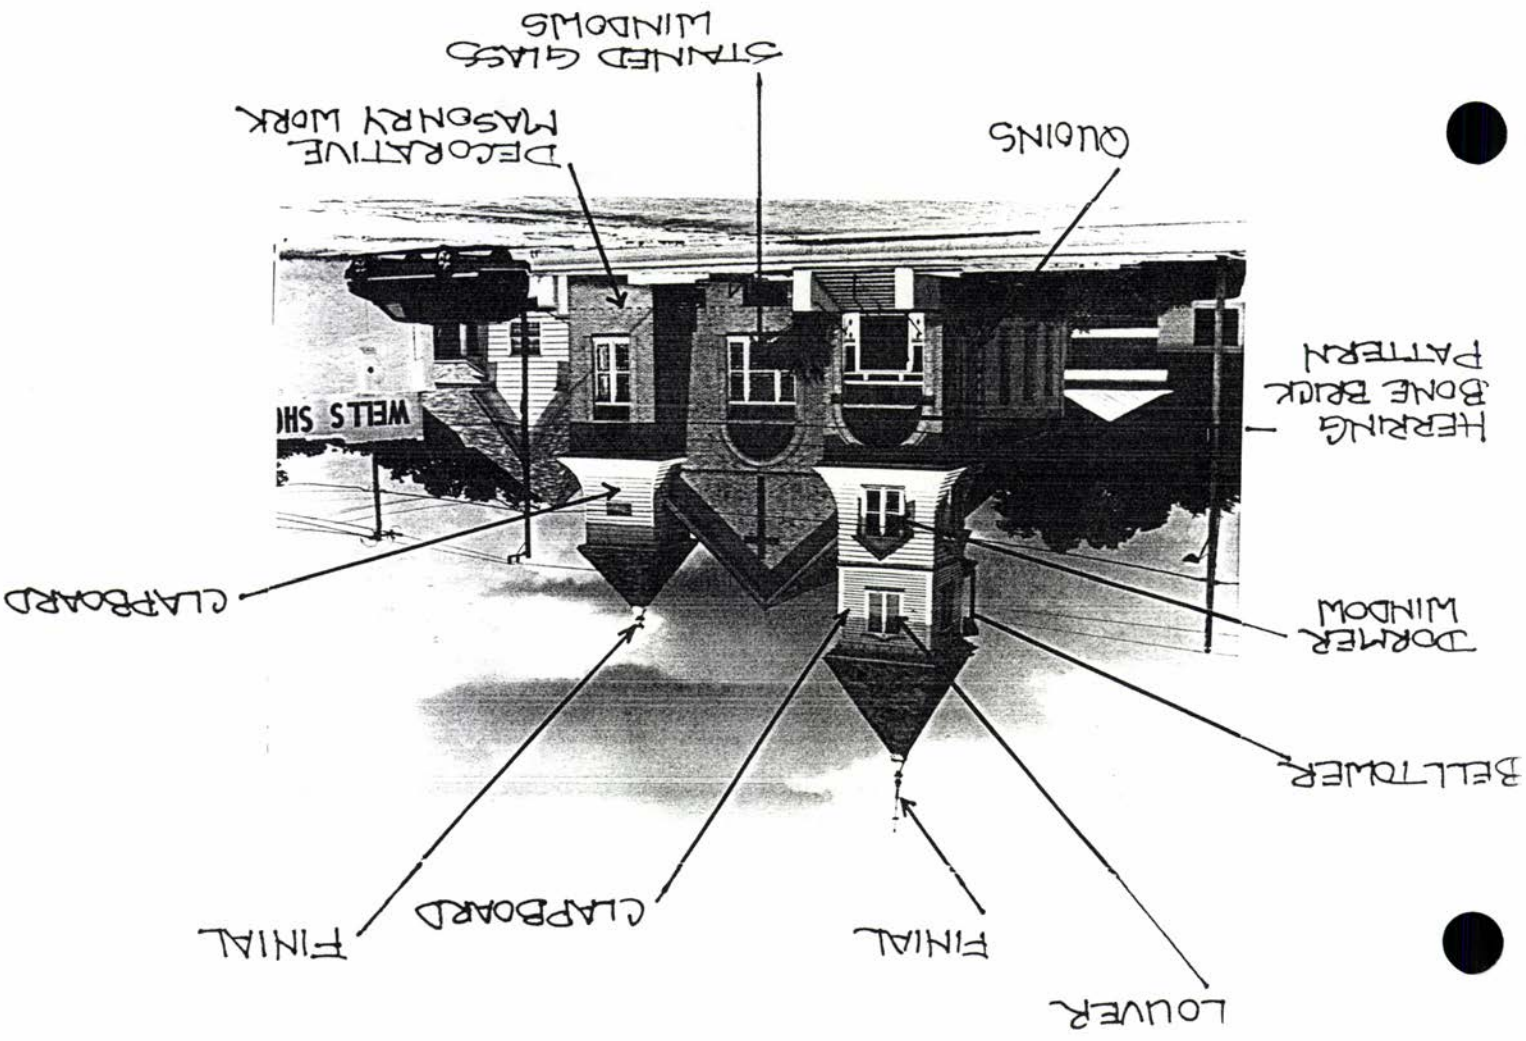 LOUVER
FINIAL
CLAPBOARD
FINIAL
BELLTOWER
DORMER
WINDOW
CLAPBOARD
HERRING
BONE BRICK
PATTERN
WELLS SH
QUOINS
DECORATIVE
MASONRY WORK
STAINED GLASS
WINDOWS